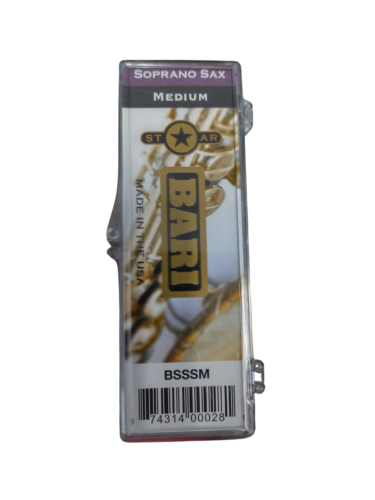 SOPRANO SAX
MEDIUM
ST★AR
BARI
MADE IN THE USA
BSSSM
74314 00028